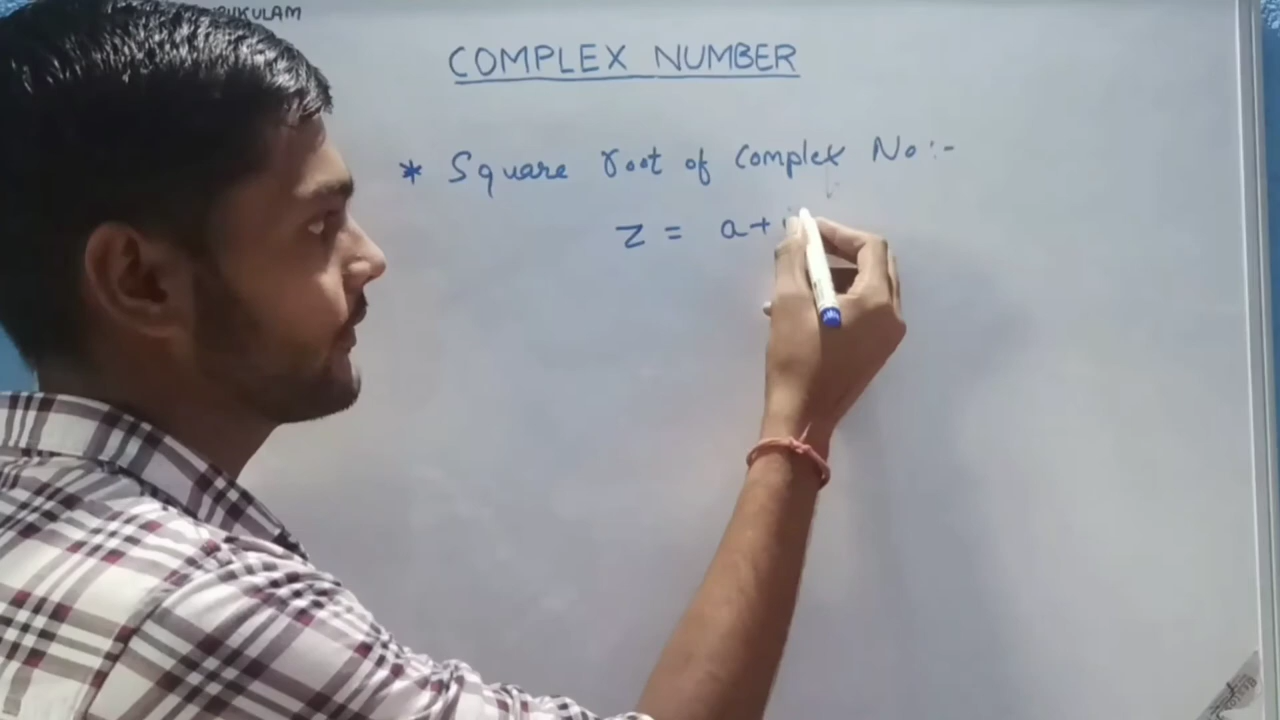 COMPLEX NUMBER
* Square root of Complex No:-
z = a+